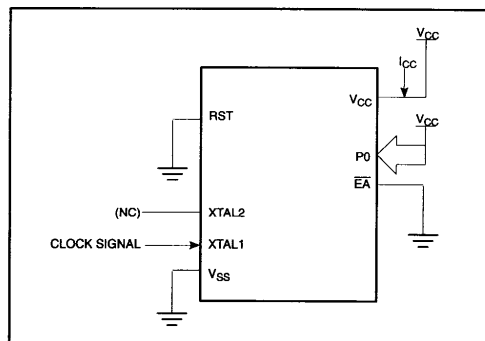 VCC
ICC
VCC
RST
VCC
P0
EA
(NC)
XTAL2
CLOCK SIGNAL
XTAL1
VSS